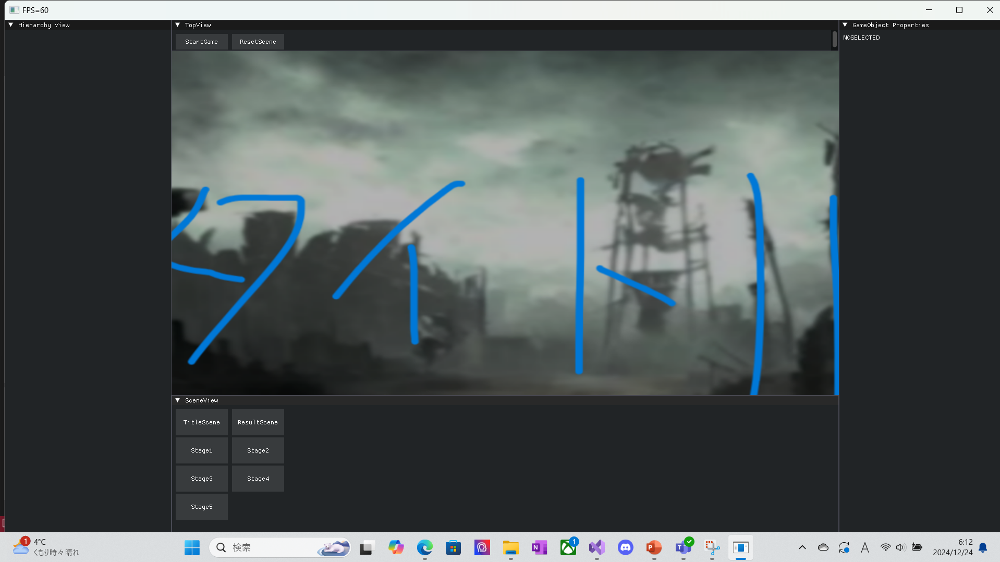 FPS=60
Hierarchy View
TopView
GameObject Properties
StartGame
ResetScene
NOSELECTED
タイトル
SceneView
TitleScene
ResultScene
Stage1
Stage2
Stage3
Stage4
Stage5
1
4°C
くもり時々晴れ
検索
1
A
6:12
2024/12/24